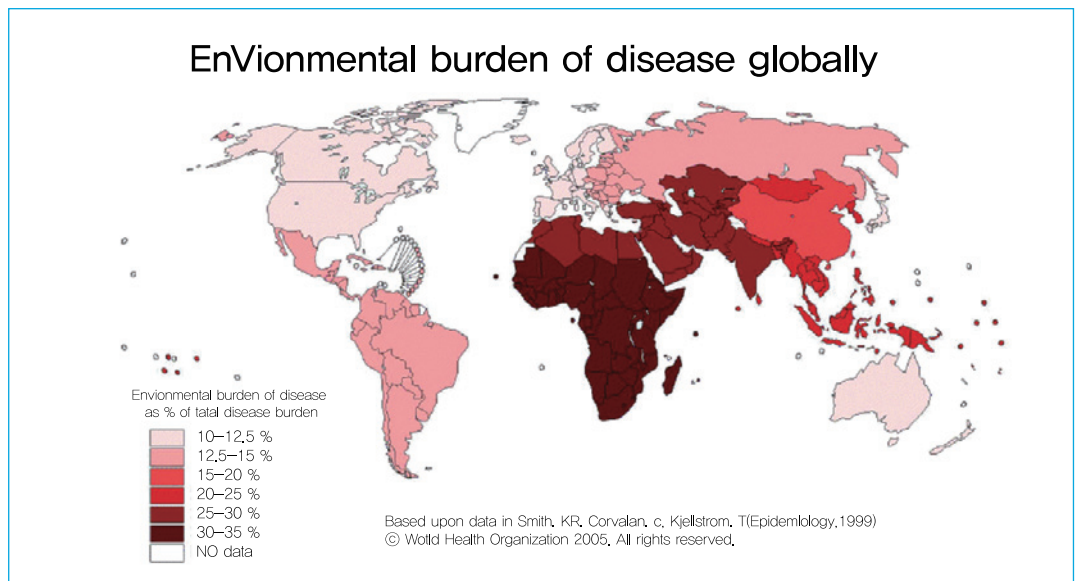 EnVionmental burden of disease globally
Envionmental burden of disease
as % of tatal disease burden
10–12.5 %
12.5–15 %
15–20 %
20–25 %
25–30 %
30–35 %
NO data
Based upon data in Smith. KR. Corvalan. c. Kjellstrom. T(Epidemlology.1999)
ⓒ Wotld Health Organization 2005. All rights reserved.